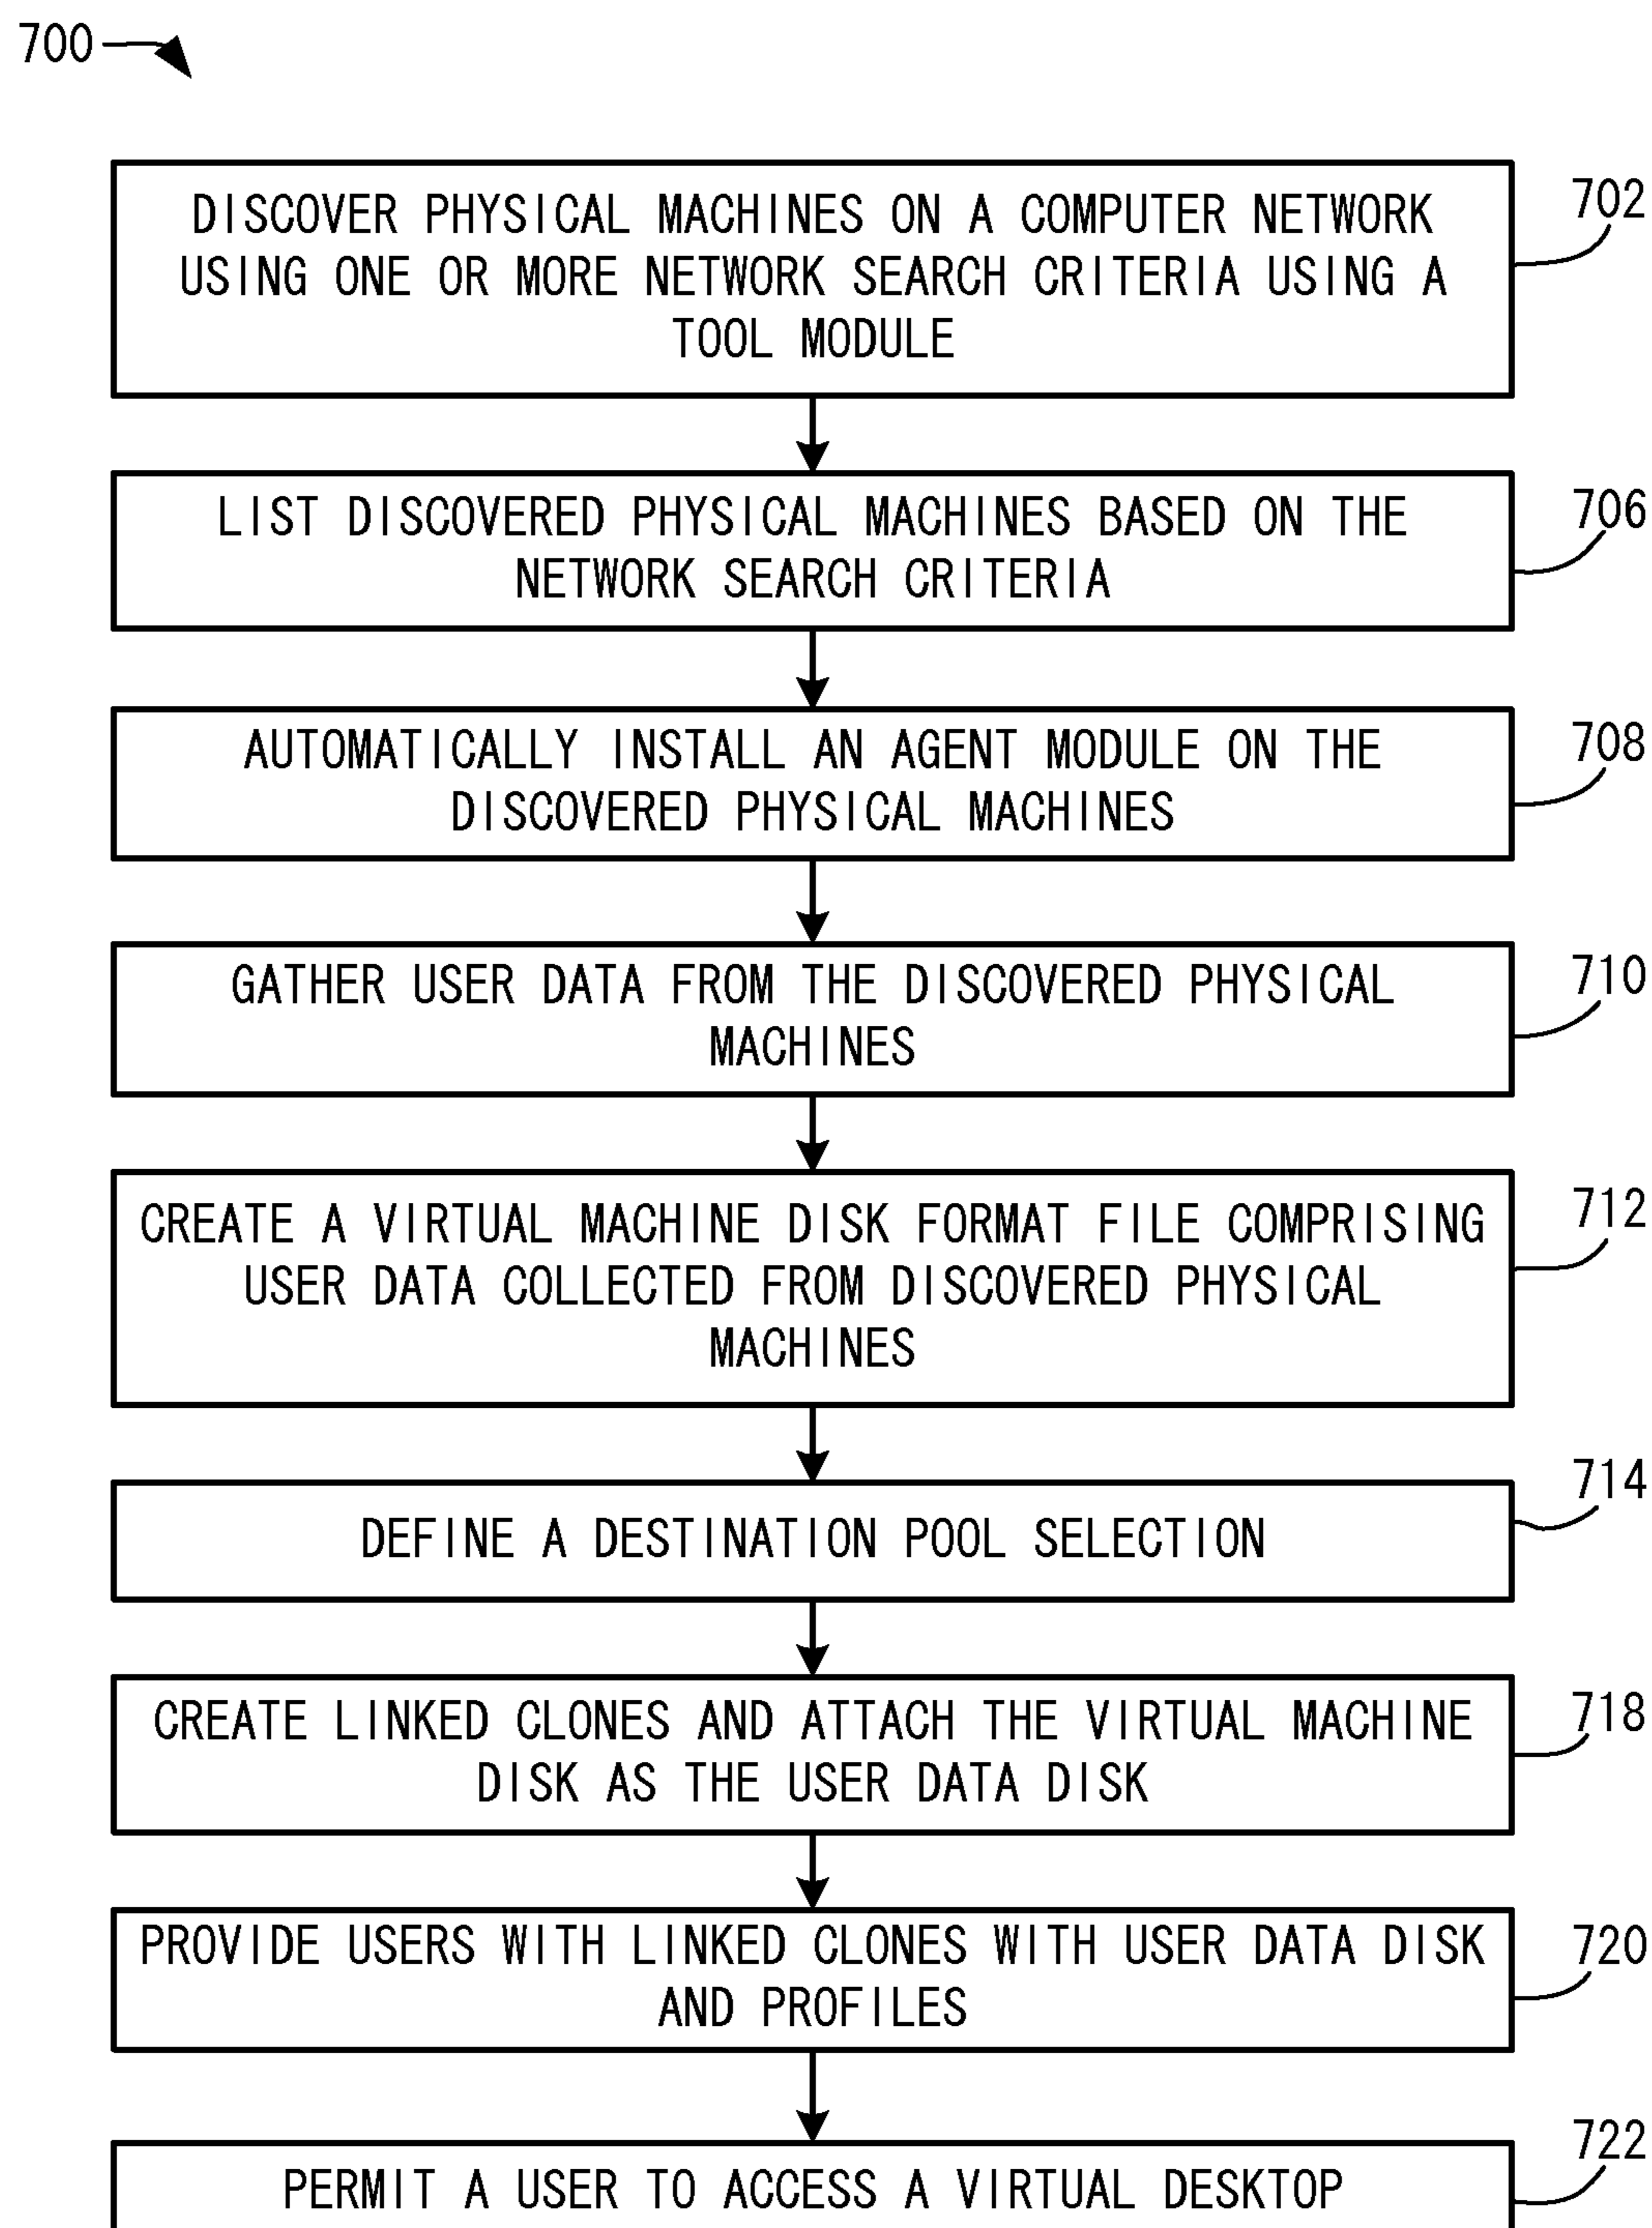 700
DISCOVER PHYSICAL MACHINES ON A COMPUTER NETWORK
USING ONE OR MORE NETWORK SEARCH CRITERIA USING A
TOOL MODULE
702
LIST DISCOVERED PHYSICAL MACHINES BASED ON THE
NETWORK SEARCH CRITERIA
706
AUTOMATICALLY INSTALL AN AGENT MODULE ON THE
DISCOVERED PHYSICAL MACHINES
708
GATHER USER DATA FROM THE DISCOVERED PHYSICAL
MACHINES
710
CREATE A VIRTUAL MACHINE DISK FORMAT FILE COMPRISING
USER DATA COLLECTED FROM DISCOVERED PHYSICAL
MACHINES
712
DEFINE A DESTINATION POOL SELECTION
714
CREATE LINKED CLONES AND ATTACH THE VIRTUAL MACHINE
DISK AS THE USER DATA DISK
718
PROVIDE USERS WITH LINKED CLONES WITH USER DATA DISK
AND PROFILES
720
PERMIT A USER TO ACCESS A VIRTUAL DESKTOP
722